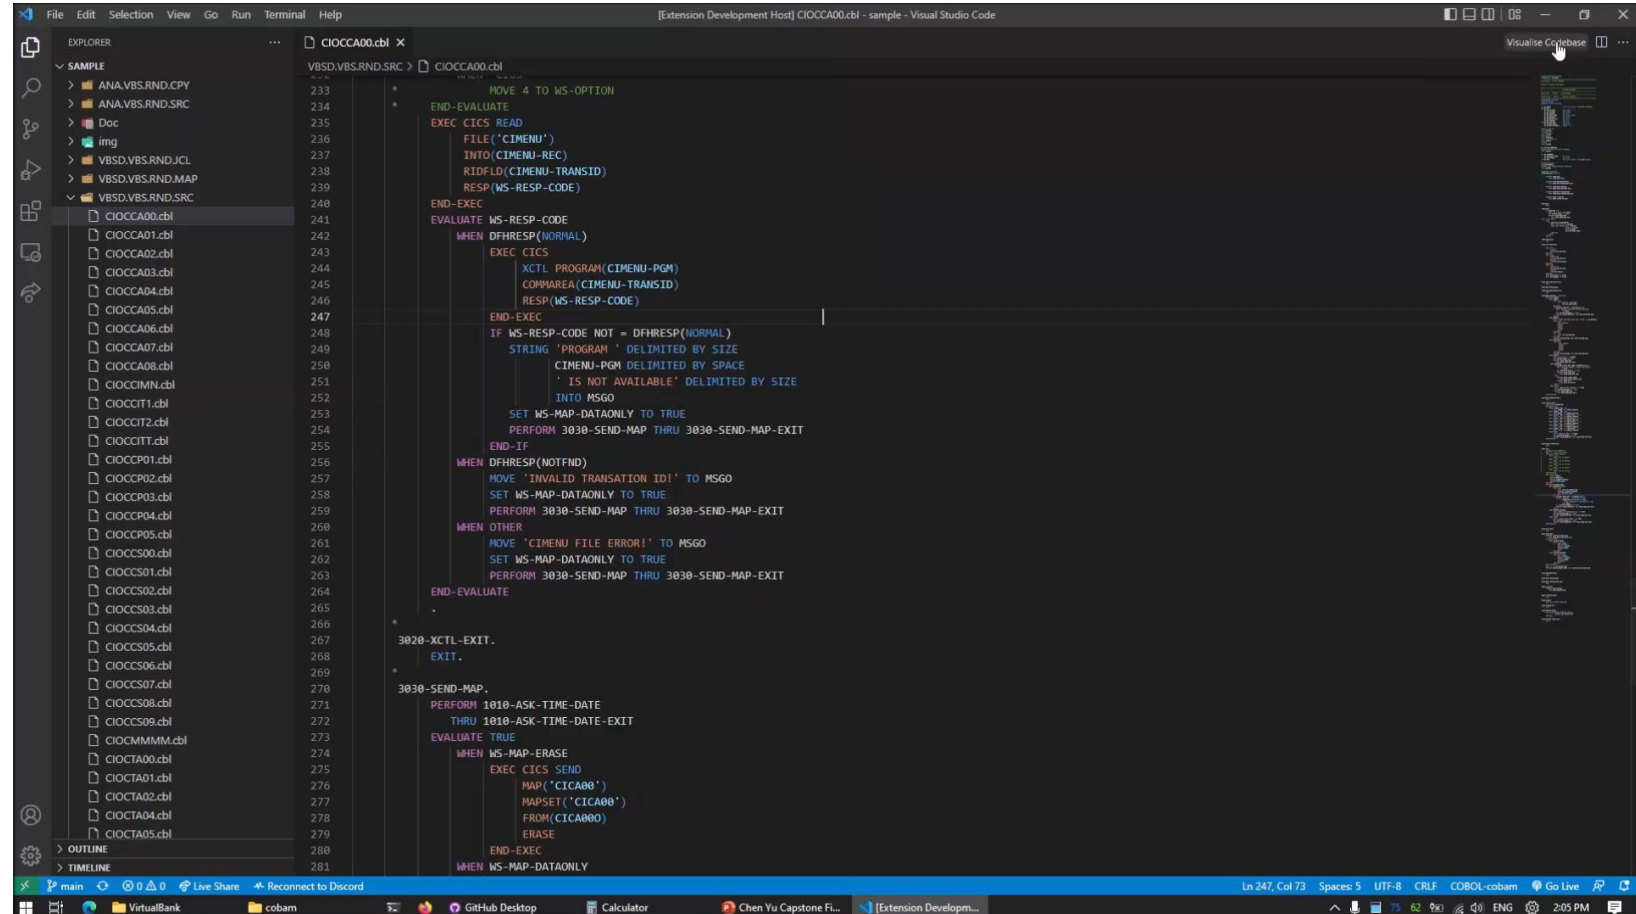 File Edit Selection View Go Run Terminal Help
[Extension Development Host] CIOCCA00.cbl - sample - Visual Studio Code
EXPLORER
CIOCCA00.cbl
Visualise Codebase
SAMPLE
VBSD.VBS.RND.SRC > CIOCCA00.cbl
ANA.VBS.RND.CPY
ANA.VBS.RND.SRC
Doc
img
VBSD.VBS.RND.JCL
VBSD.VBS.RND.MAP
VBSD.VBS.RND.SRC
CIOCCA00.cbl
CIOCCA01.cbl
CIOCCA02.cbl
CIOCCA03.cbl
CIOCCA04.cbl
CIOCCA05.cbl
CIOCCA06.cbl
CIOCCA07.cbl
CIOCCA08.cbl
CIOCCIMN.cbl
CIOCCIT1.cbl
CIOCCIT2.cbl
CIOCCITT.cbl
CIOCCP01.cbl
CIOCCP02.cbl
CIOCCP03.cbl
CIOCCP04.cbl
CIOCCP05.cbl
CIOCCS00.cbl
CIOCCS01.cbl
CIOCCS02.cbl
CIOCCS03.cbl
CIOCCS04.cbl
CIOCCS05.cbl
CIOCCS06.cbl
CIOCCS07.cbl
CIOCCS08.cbl
CIOCCS09.cbl
CIOCMMMM.cbl
CIOCTA00.cbl
CIOCTA01.cbl
CIOCTA02.cbl
CIOCTA04.cbl
CIOCTA05.cbl
OUTLINE
TIMELINE
233 * MOVE 4 TO WS-OPTION
234 * END-EVALUATE
235 EXEC CICS READ
236 FILE('CIMENU')
237 INTO(CIMENU-REC)
238 RIDFLD(CIMENU-TRANSID)
239 RESP(WS-RESP-CODE)
240 END-EXEC
241 EVALUATE WS-RESP-CODE
242 WHEN DFHRESP(NORMAL)
243 EXEC CICS
244 XCTL PROGRAM(CIMENU-PGM)
245 COMMAREA(CIMENU-TRANSID)
246 RESP(WS-RESP-CODE)
247 END-EXEC
248 IF WS-RESP-CODE NOT = DFHRESP(NORMAL)
249 STRING 'PROGRAM ' DELIMITED BY SIZE
250 CIMENU-PGM DELIMITED BY SPACE
251 ' IS NOT AVAILABLE' DELIMITED BY SIZE
252 INTO MSGO
253 SET WS-MAP-DATAONLY TO TRUE
254 PERFORM 3030-SEND-MAP THRU 3030-SEND-MAP-EXIT
255 END-IF
256 WHEN DFHRESP(NOTFND)
257 MOVE 'INVALID TRANSATION ID!' TO MSGO
258 SET WS-MAP-DATAONLY TO TRUE
259 PERFORM 3030-SEND-MAP THRU 3030-SEND-MAP-EXIT
260 WHEN OTHER
261 MOVE 'CIMENU FILE ERROR!' TO MSGO
262 SET WS-MAP-DATAONLY TO TRUE
263 PERFORM 3030-SEND-MAP THRU 3030-SEND-MAP-EXIT
264 END-EVALUATE
265 .
266 *
267 3020-XCTL-EXIT.
268 EXIT.
269 *
270 3030-SEND-MAP.
271 PERFORM 1010-ASK-TIME-DATE
272 THRU 1010-ASK-TIME-DATE-EXIT
273 EVALUATE TRUE
274 WHEN WS-MAP-ERASE
275 EXEC CICS SEND
276 MAP('CICA00')
277 MAPSET('CICA00')
278 FROM(CICA00O)
279 ERASE
280 END-EXEC
281 WHEN WS-MAP-DATAONLY
main 0 0 Live Share Reconnect to Discord
Ln 247, Col 73 Spaces: 5 UTF-8 CRLF COBOL-cobam Go Live
VirtualBank cobam GitHub Desktop Calculator Chen Yu Capstone Fi... [Extension Developm... 75 62 ENG 2:05 PM